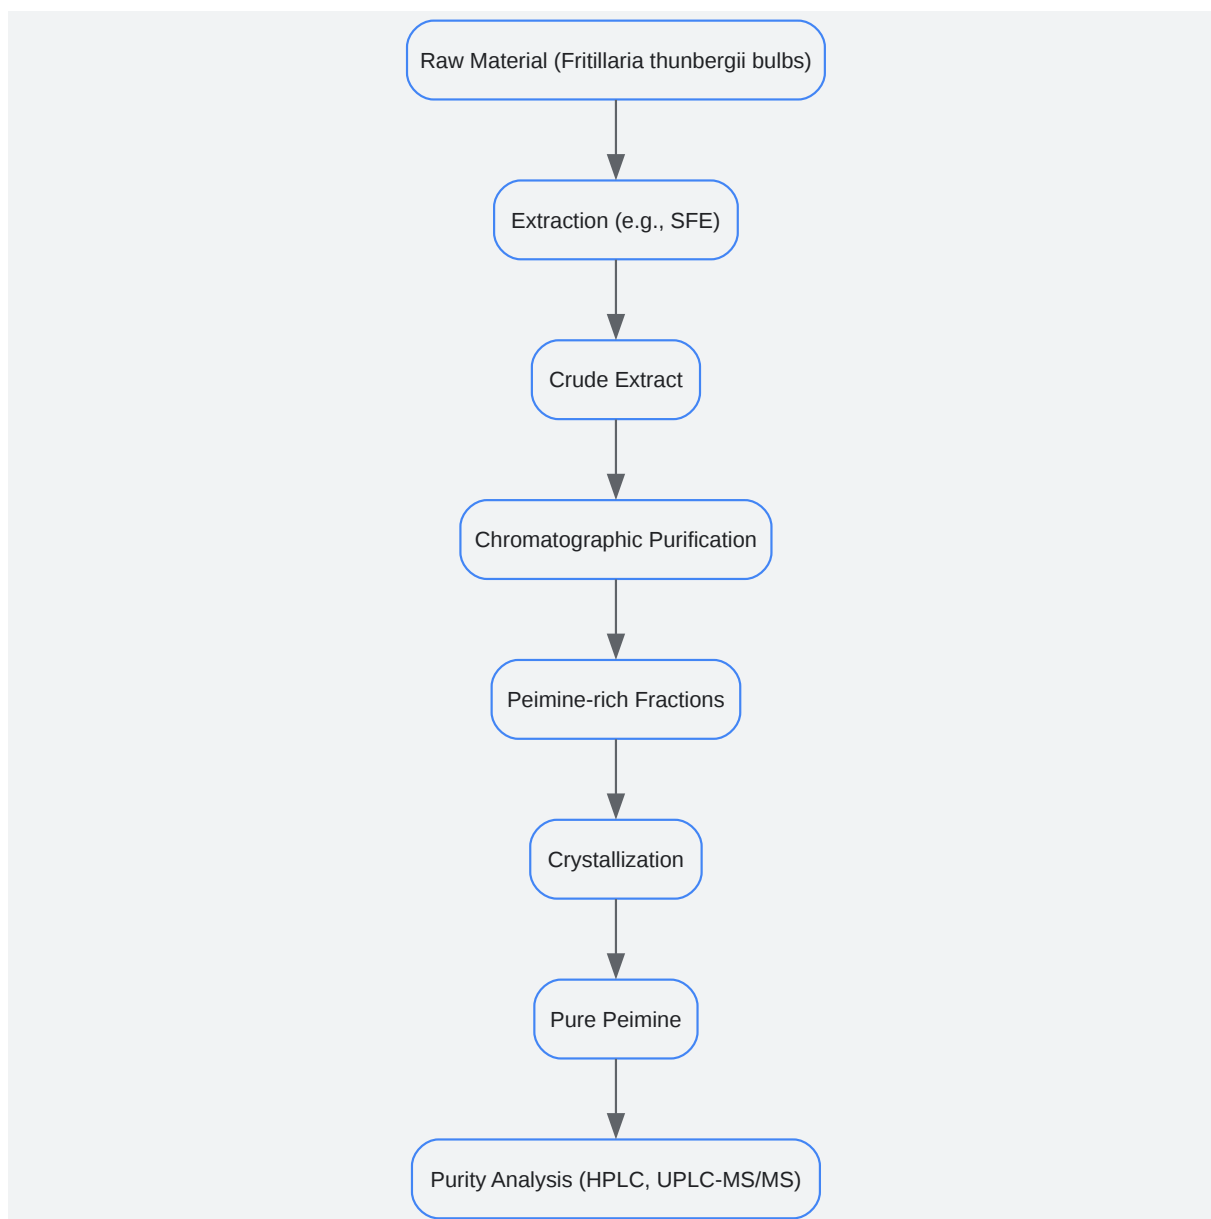 Raw Material (Fritillaria thunbergii bulbs)
Extraction (e.g., SFE)
Crude Extract
Chromatographic Purification
Peimine-rich Fractions
Crystallization
Pure Peimine
Purity Analysis (HPLC, UPLC-MS/MS)